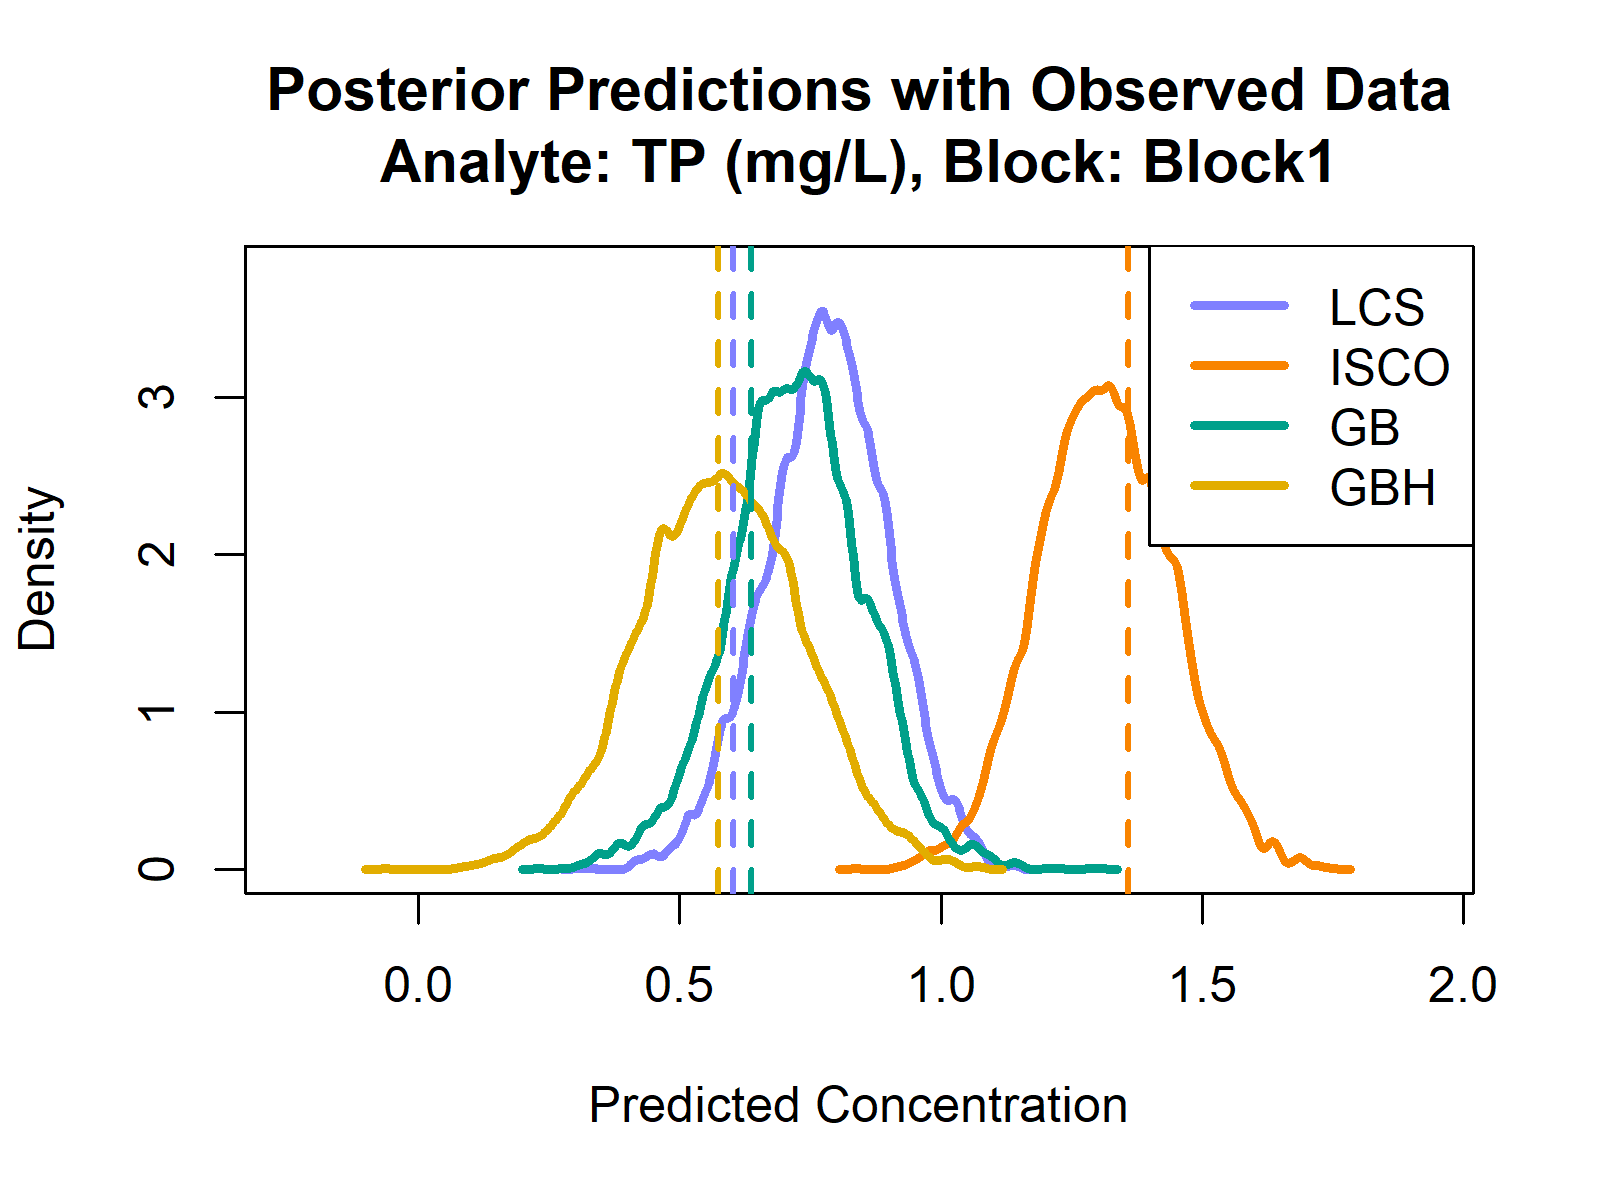 Posterior Predictions with Observed Data
Analyte: TP (mg/L), Block: Block1
LCS
ISCO
GB
GBH
Density
0
1
2
3
0.0
0.5
1.0
1.5
2.0
Predicted Concentration